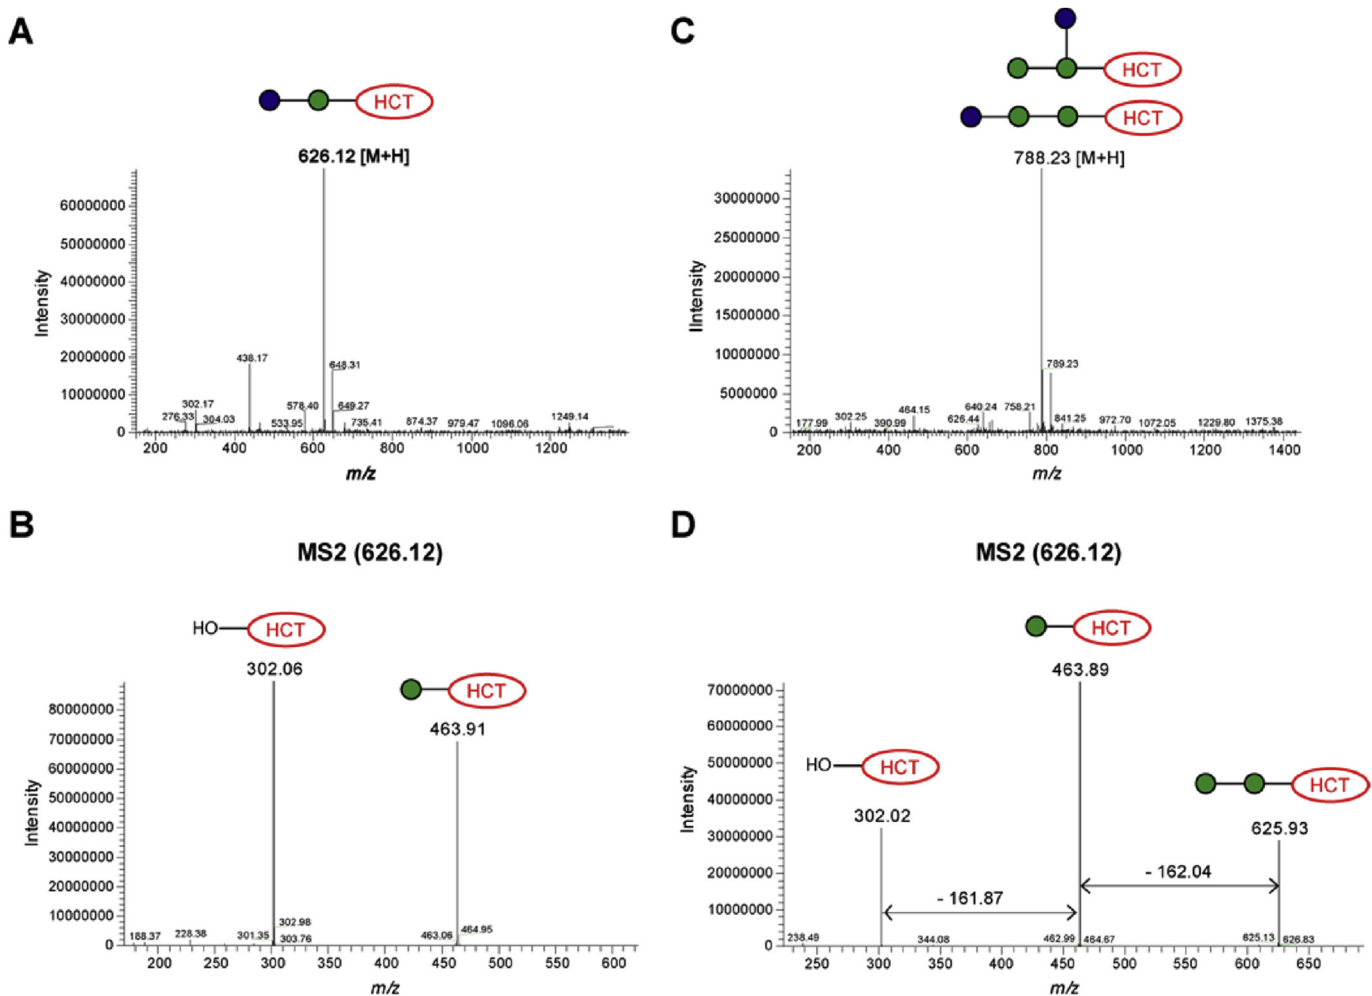 A
HCT
626.12 [M+H]
Intensity
60000000
50000000
40000000
30000000
20000000
10000000
0
276.33
302.17
304.03
438.17
533.95
578.40
648.31
649.27
735.41
874.37
979.47
1096.06
1249.14
200 400 600 800 1000 1200
m/z
C
HCT
HCT
788.23 [M+H]
IIntensity
30000000
25000000
20000000
15000000
10000000
5000000
0
177.99
302.25
390.99
464.15
626.44
640.24
758.21
789.23
841.25
972.70
1072.05
1229.80
1375.38
200 400 600 800 1000 1200 1400
m/z
B
MS2 (626.12)
HO HCT
302.06
HCT
463.91
Intensity
80000000
70000000
60000000
50000000
40000000
30000000
20000000
10000000
0
188.37
228.38
301.35
302.98
303.76
463.06
464.95
200 250 300 350 400 450 500 550 600
m/z
D
MS2 (626.12)
HCT
463.89
HO HCT
302.02
HCT
625.93
- 162.04
- 161.87
Intensity
70000000
60000000
50000000
40000000
30000000
20000000
10000000
0
238.49
344.08
462.99
464.67
625.13
626.83
250 300 350 400 450 500 550 600 650
m/z